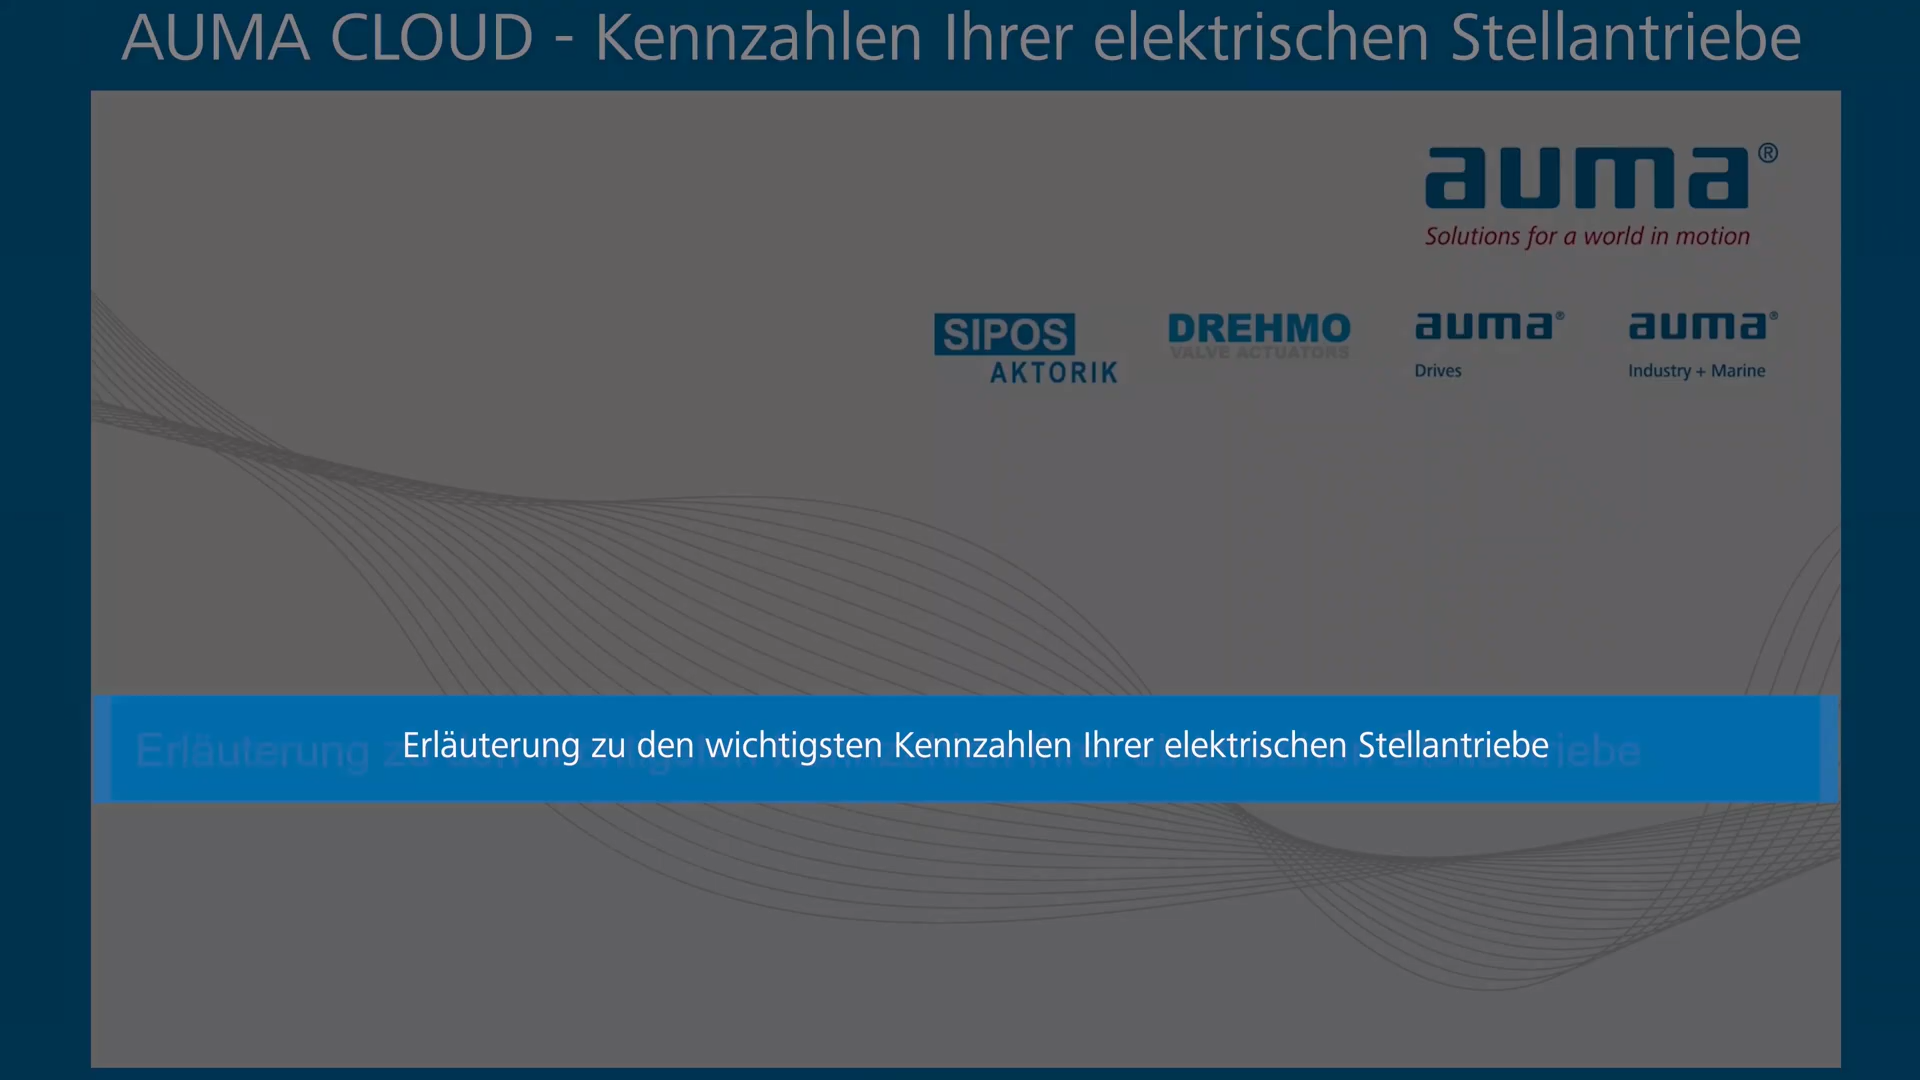 AUMA CLOUD - Kennzahlen Ihrer elektrischen Stellantriebe
auma®
Solutions for a world in motion
SIPOS
AKTORIK
DREHMO
VALVE ACTUATORS
auma®
Drives
auma®
Industry + Marine
Erläuterung zu den wichtigsten Kennzahlen Ihrer elektrischen Stellantriebe